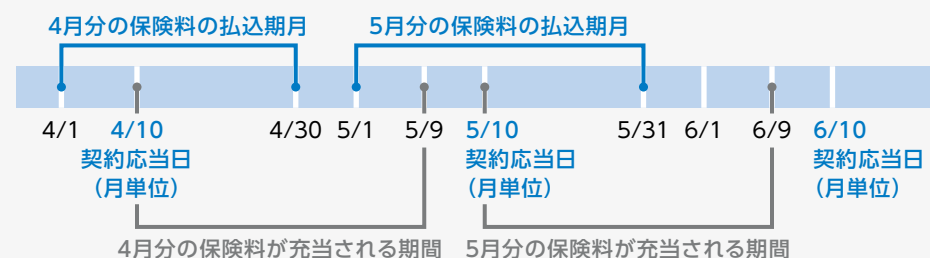 4月分の保険料の払込期月 5月分の保険料の払込期月
4/1 4/10 4/30 5/1 5/9 5/10 5/31 6/1 6/9 6/10
契約応当日 契約応当日 契約応当日
（月単位） （月単位） （月単位）
4月分の保険料が充当される期間 5月分の保険料が充当される期間